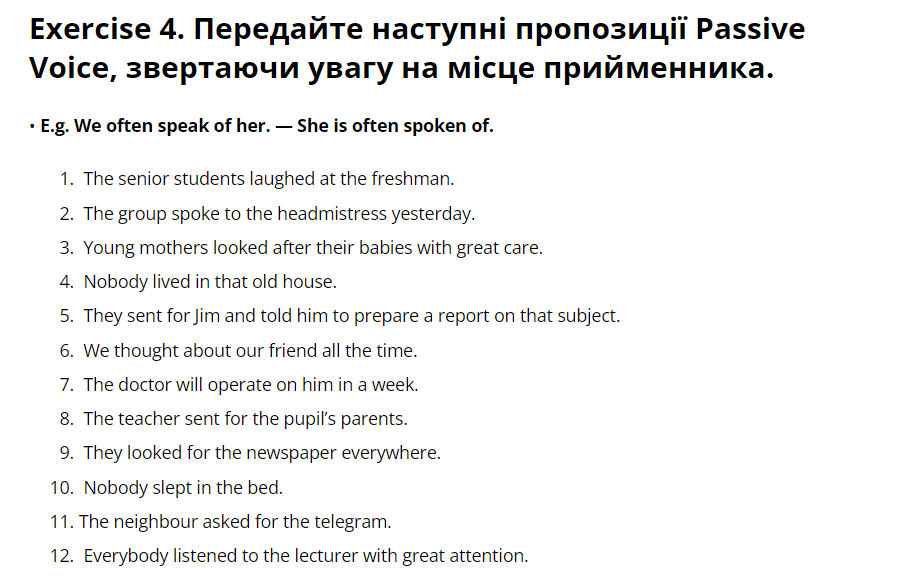 Exercise 4. Передайте наступні пропозиції Passive
Voice, звертаючи увагу на місце прийменника.
• E.g. We often speak of her. — She is often spoken of.
1. The senior students laughed at the freshman.
2. The group spoke to the headmistress yesterday.
3. Young mothers looked after their babies with great care.
4. Nobody lived in that old house.
5. They sent for Jim and told him to prepare a report on that subject.
6. We thought about our friend all the time.
7. The doctor will operate on him in a week.
8. The teacher sent for the pupil’s parents.
9. They looked for the newspaper everywhere.
10. Nobody slept in the bed.
11. The neighbour asked for the telegram.
12. Everybody listened to the lecturer with great attention.